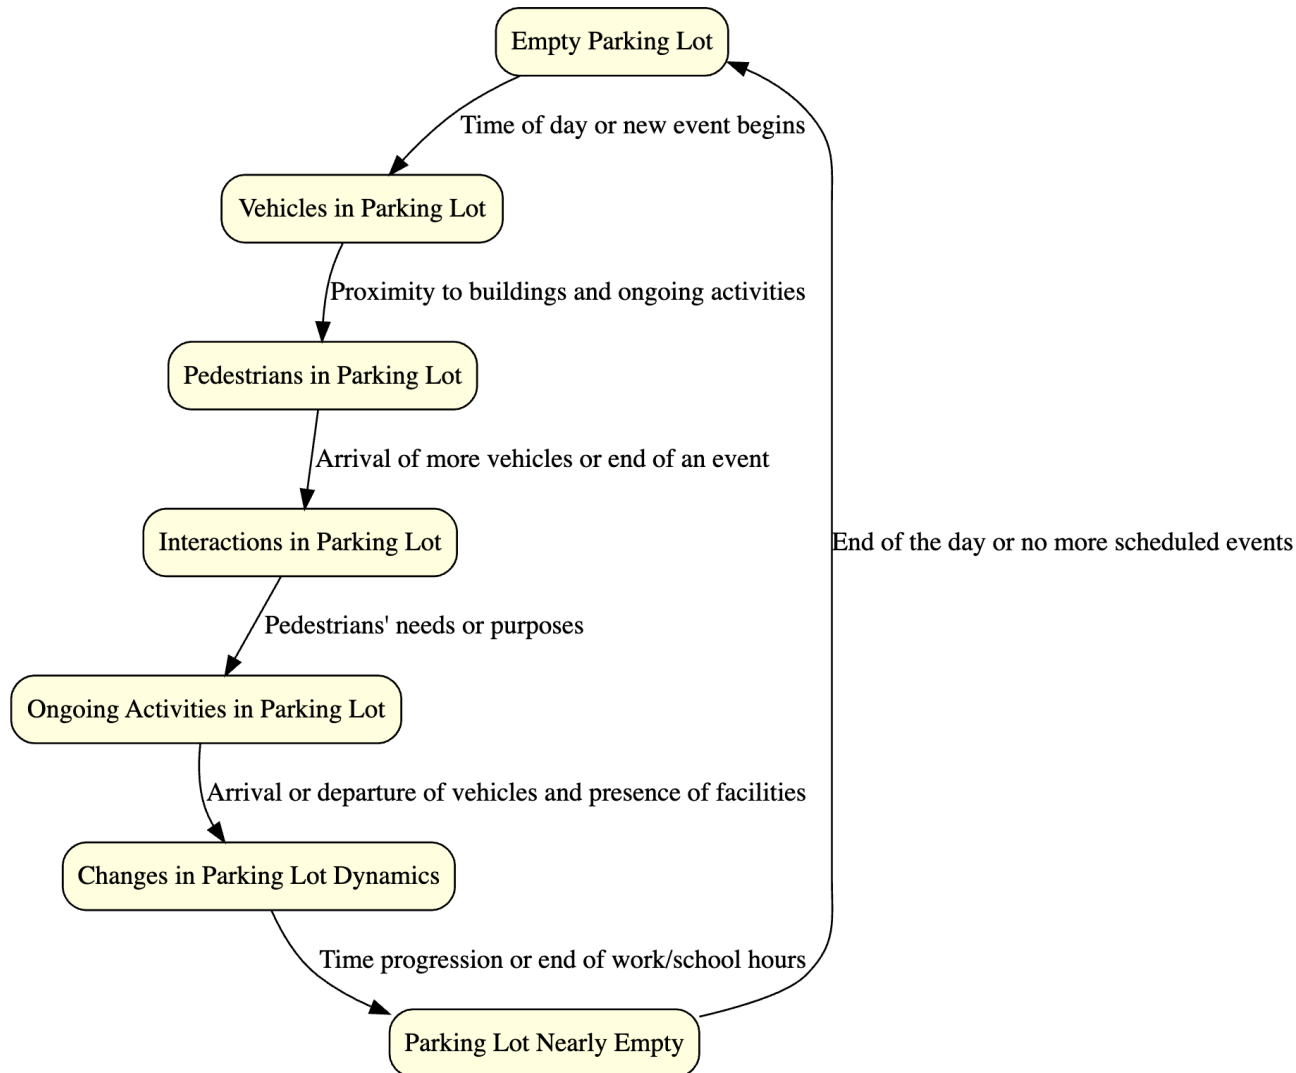 Empty Parking Lot
Time of day or new event begins
Vehicles in Parking Lot
Proximity to buildings and ongoing activities
Pedestrians in Parking Lot
Arrival of more vehicles or end of an event
Interactions in Parking Lot
End of the day or no more scheduled events
Pedestrians' needs or purposes
Ongoing Activities in Parking Lot
Arrival or departure of vehicles and presence of facilities
Changes in Parking Lot Dynamics
Time progression or end of work/school hours
Parking Lot Nearly Empty